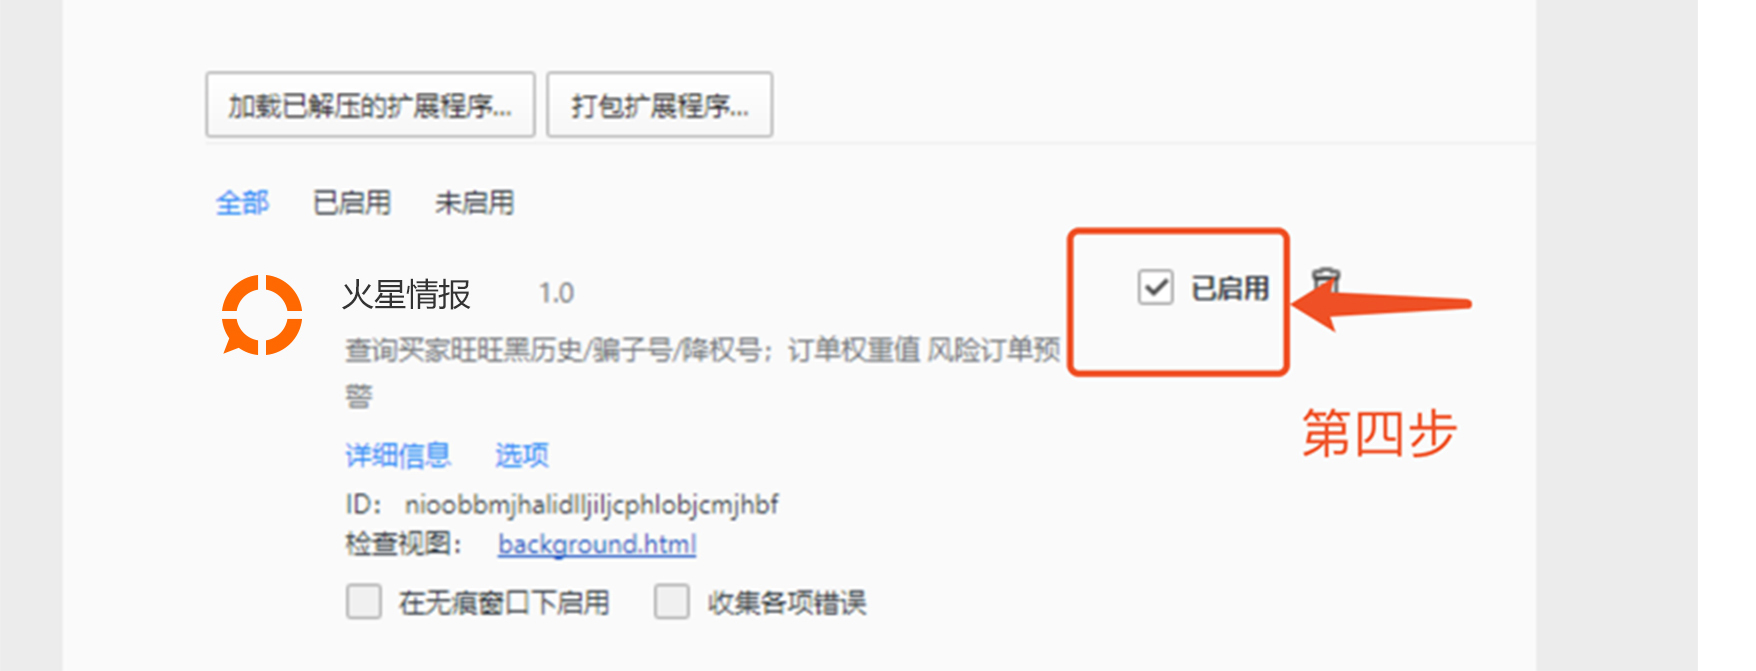 加载已解压的扩展程序... 打包扩展程序...
全部 已启用 未启用
火星情报 1.0 已启用
查询买家旺旺黑历史/骗子号/降权号；订单权重值 风险订单预
警
第四步
详细信息 选项
ID： nioobbmjhalidlljiljcphlobjcmjhbf
检查视图： background.html
在无痕窗口下启用 收集各项错误